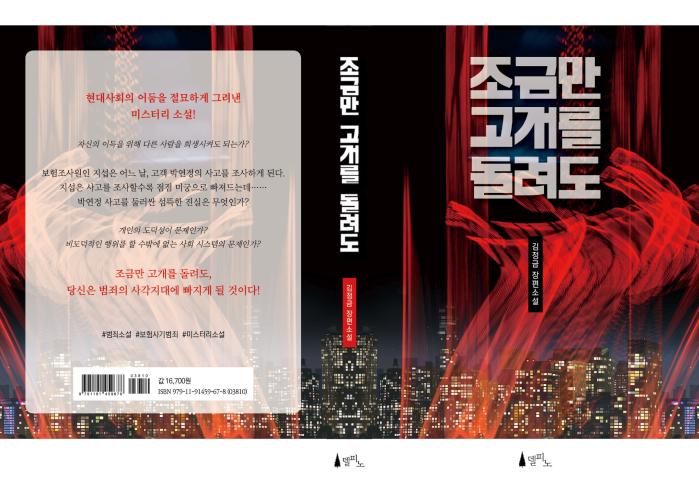 현대사회의 어둠을 절묘하게 그려낸
미스터리 소설!
자신의 이득을 위해 다른 사람을 희생시켜도 되는가?
보험조사원인 지섭은 어느 날, 고객 박연정의 사고를 조사하게 된다.
지섭은 사고를 조사할수록 점점 미궁으로 빠져드는데……
박연정 사고를 둘러싼 섬뜩한 진실은 무엇인가?
개인의 도덕성이 문제인가?
비도덕적인 행위를 할 수밖에 없는 사회 시스템의 문제인가?
조금만 고개를 돌려도,
당신은 범죄의 사각지대에 빠지게 될 것이다!
#범죄소설 #보험사기범죄 #미스터리소설
03810
값 16,700원
ISBN 979-11-91459-67-8 (03810)
조금만 고개를 돌려도
김정금 장편소설
델피노
조금만
고개를
돌려도
김정금 장편소설
델피노